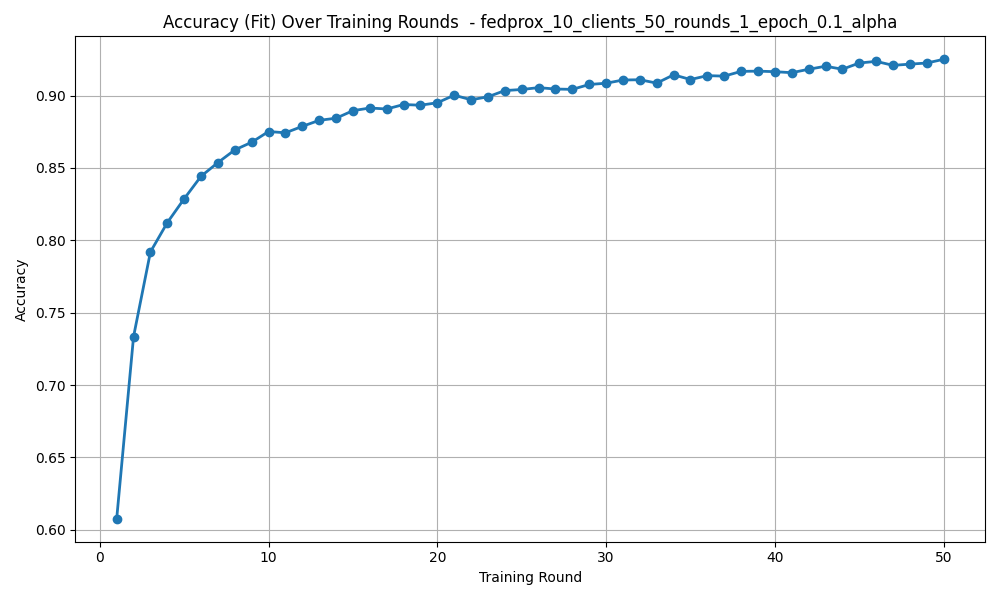 Accuracy (Fit) Over Training Rounds  - fedprox_10_clients_50_rounds_1_epoch_0.1_alpha
Accuracy
0.90
0.85
0.80
0.75
0.70
0.65
0.60
0 10 20 30 40 50
Training Round